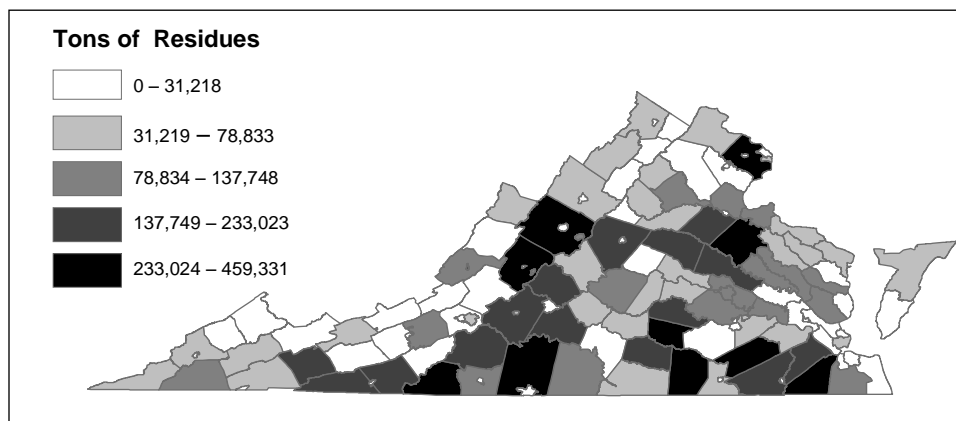 Tons of Residues
0 – 31,218
31,219 – 78,833
78,834 – 137,748
137,749 – 233,023
233,024 – 459,331